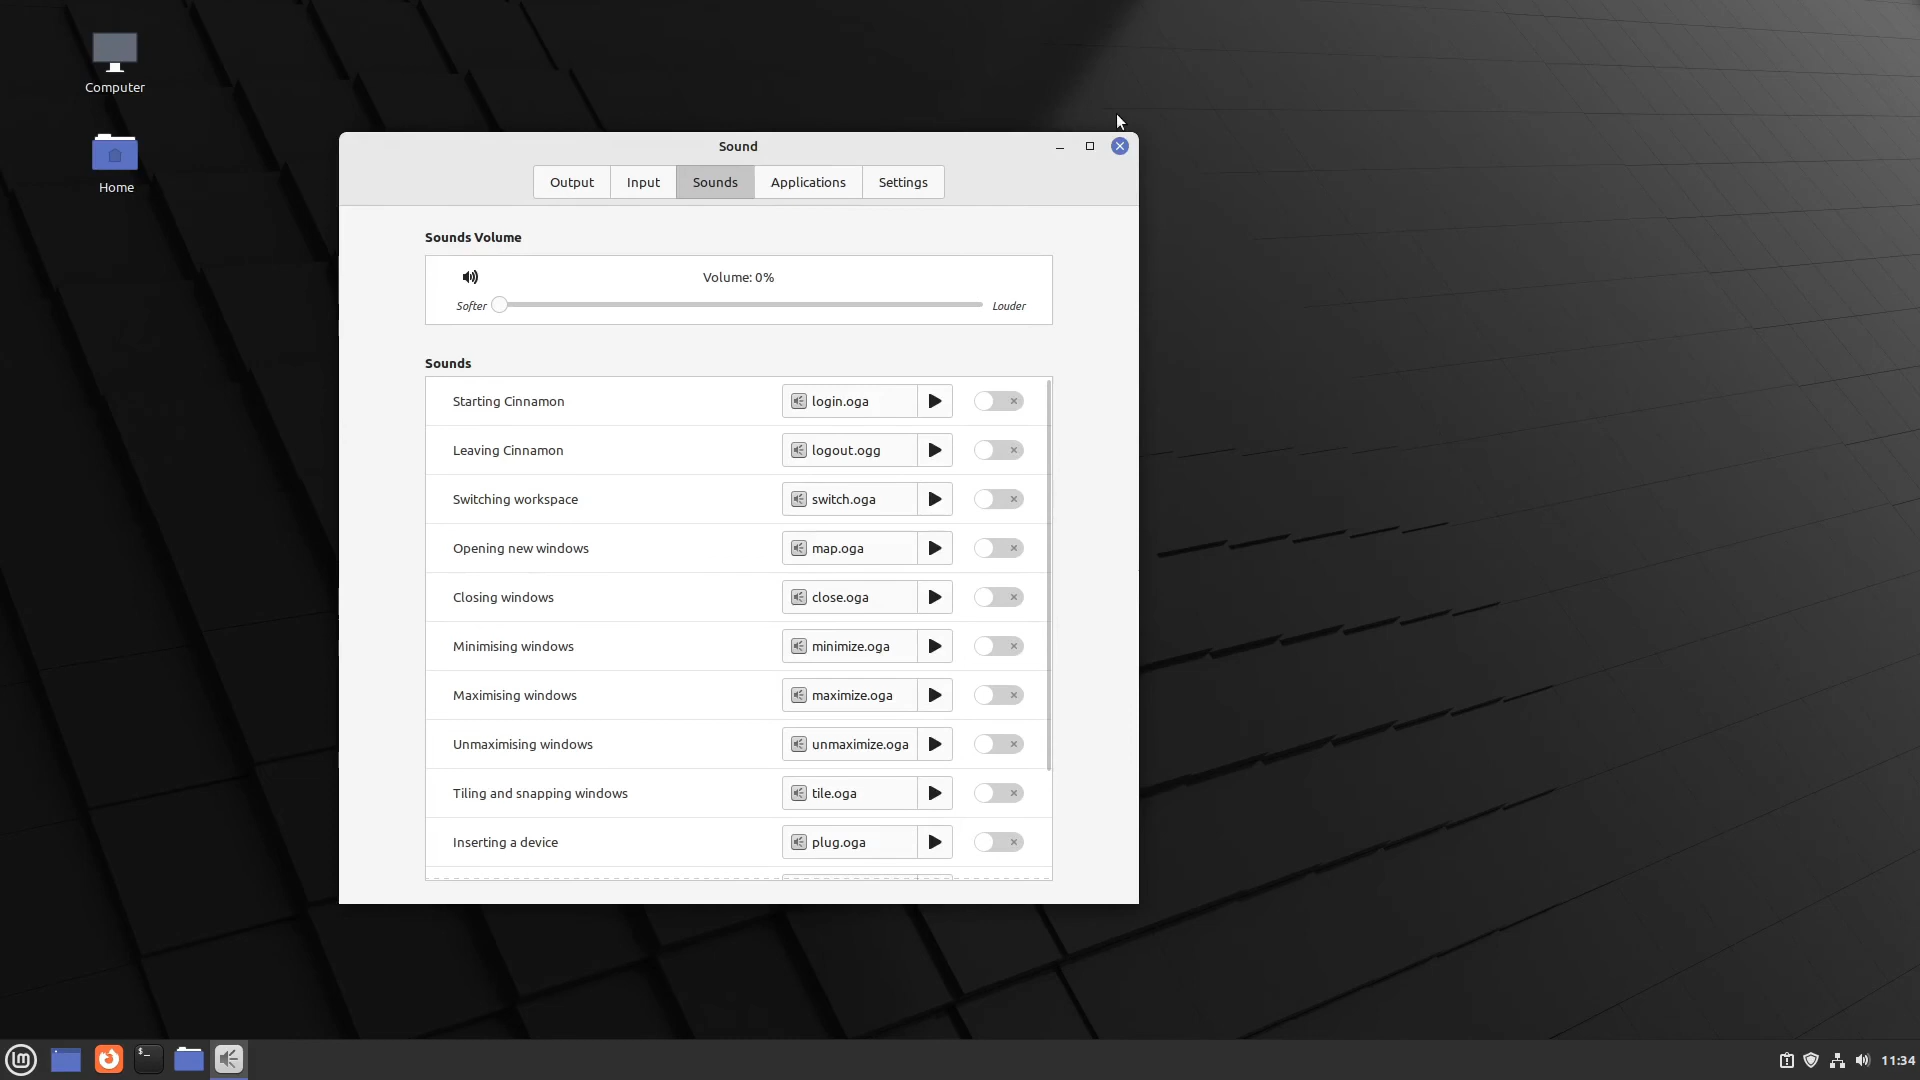 Computer
Home
Sound
Output Input Sounds Applications Settings
Sounds Volume
Volume: 0%
Softer Louder
Sounds
Starting Cinnamon login.oga
Leaving Cinnamon logout.ogg
Switching workspace switch.oga
Opening new windows map.oga
Closing windows close.oga
Minimising windows minimize.oga
Maximising windows maximize.oga
Unmaximising windows unmaximize.oga
Tiling and snapping windows tile.oga
Inserting a device plug.oga
$_
11:34